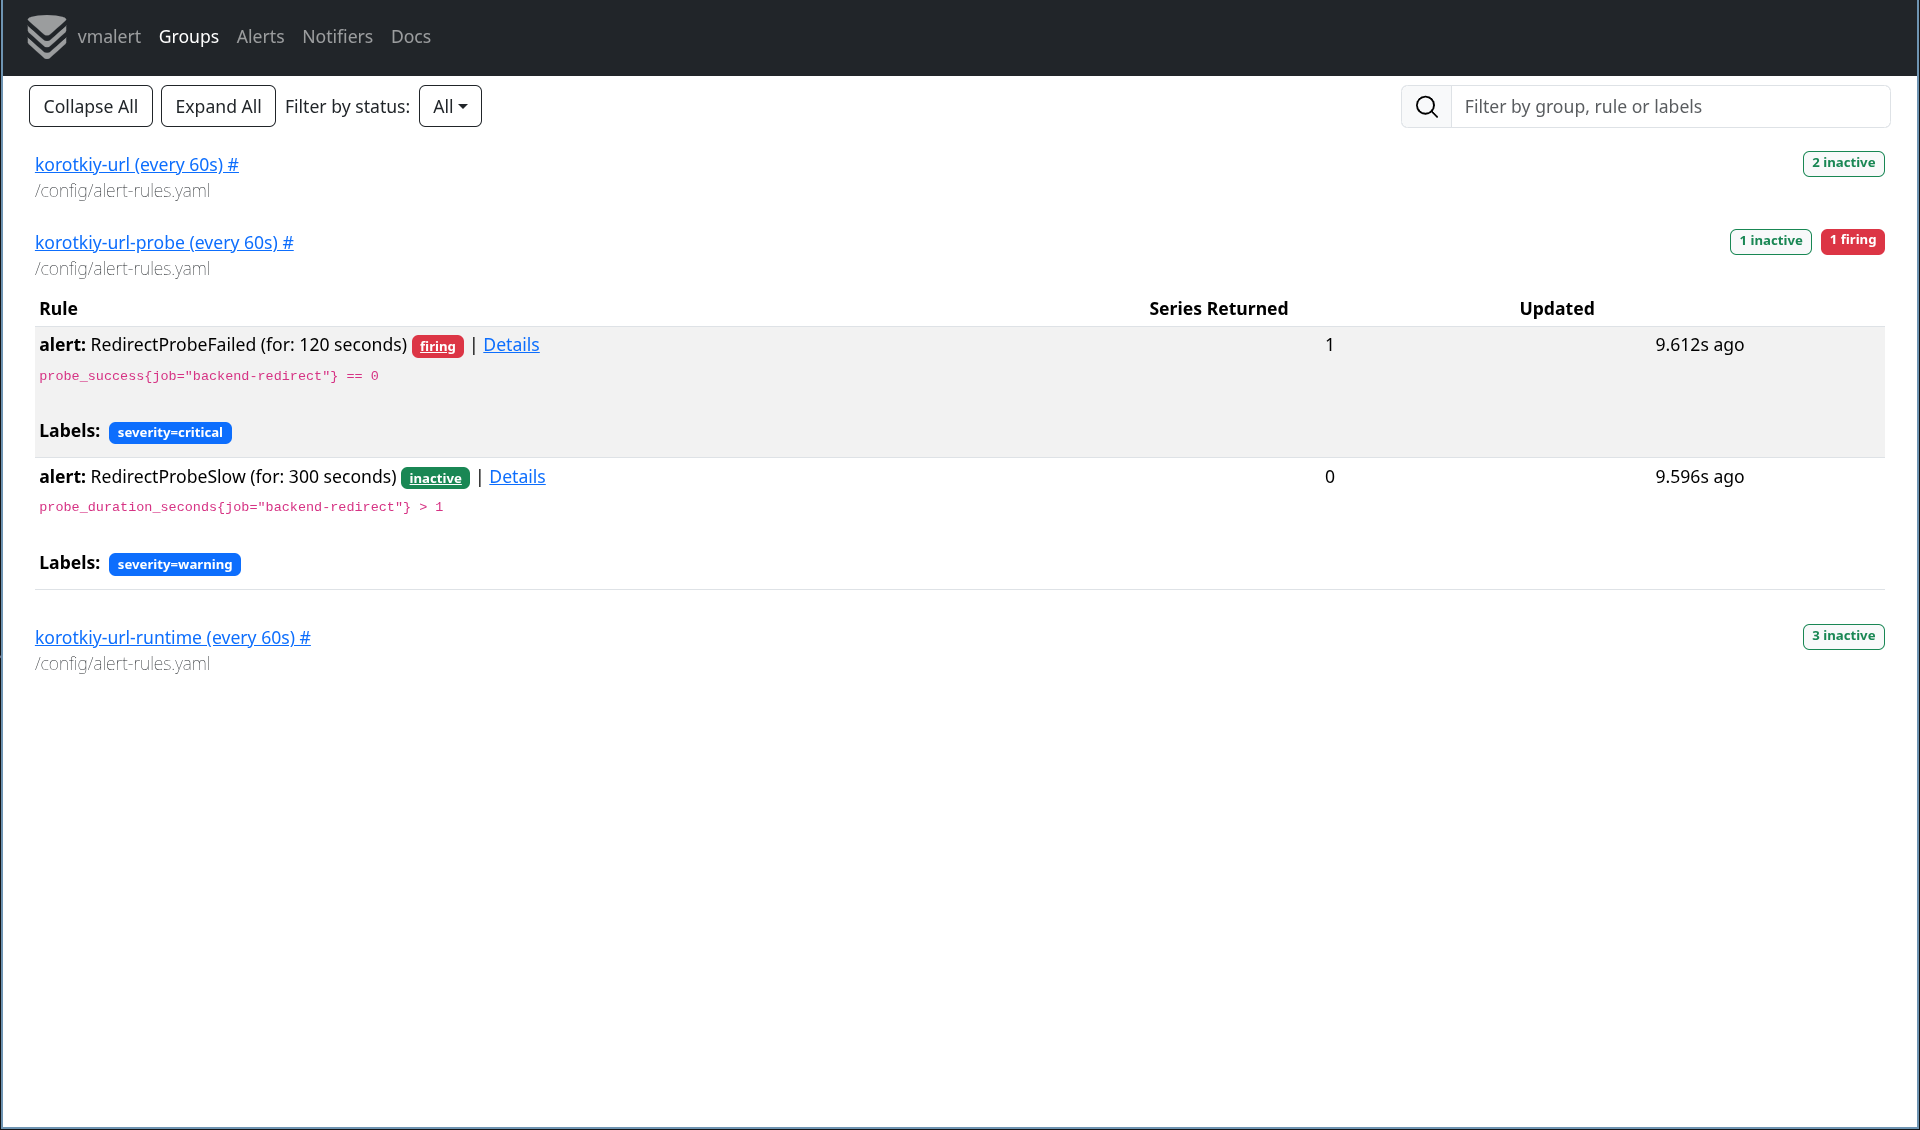 vmalert Groups Alerts Notifiers Docs
Collapse All Expand All Filter by status: All Filter by group, rule or labels
korotkiy-url (every 60s) # 2 inactive
/config/alert-rules.yaml
korotkiy-url-probe (every 60s) # 1 inactive 1 firing
/config/alert-rules.yaml
Rule Series Returned Updated
alert: RedirectProbeFailed (for: 120 seconds) firing | Details 1 9.612s ago
probe_success{job="backend-redirect"} == 0
Labels: severity=critical
alert: RedirectProbeSlow (for: 300 seconds) inactive | Details 0 9.596s ago
probe_duration_seconds{job="backend-redirect"} > 1
Labels: severity=warning
korotkiy-url-runtime (every 60s) # 3 inactive
/config/alert-rules.yaml